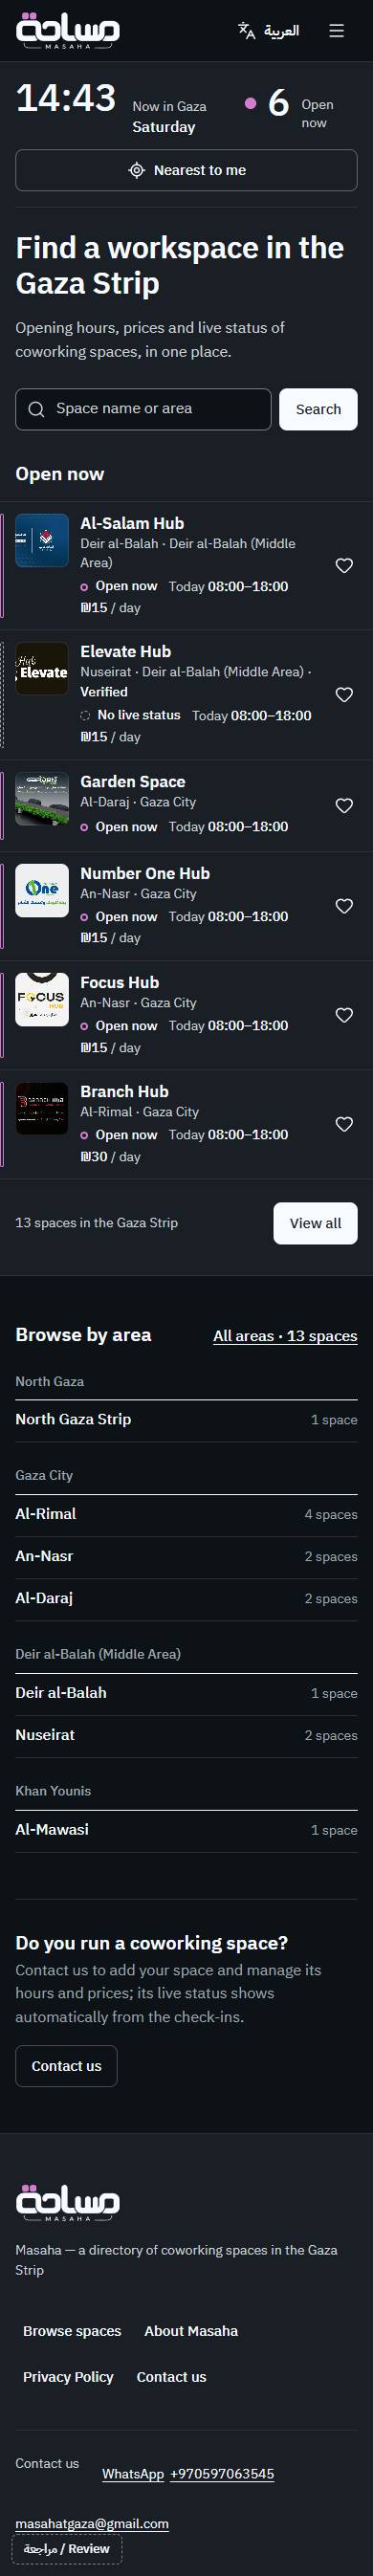 مساحة
MASAHA
العربية
14:43
Now in Gaza
Saturday
6
Open now
Nearest to me
Find a workspace in the
Gaza Strip
Opening hours, prices and live status of
coworking spaces, in one place.
Space name or area
Search
Open now
Al-Salam Hub
Deir al-Balah · Deir al-Balah (Middle
Area)
Open now Today 08:00–18:00
₪15 / day
Hub
Elevate
Elevate Hub
Nuseirat · Deir al-Balah (Middle Area) ·
Verified
No live status Today 08:00–18:00
₪15 / day
Garden Space
Al-Daraj · Gaza City
Open now Today 08:00–18:00
One
Number One Hub
An-Nasr · Gaza City
Open now Today 08:00–18:00
₪15 / day
FOCUS
HUB
Focus Hub
An-Nasr · Gaza City
Open now Today 08:00–18:00
₪15 / day
Branch Hub
Al-Rimal · Gaza City
Open now Today 08:00–18:00
₪30 / day
13 spaces in the Gaza Strip
View all
Browse by area
All areas · 13 spaces
North Gaza
North Gaza Strip 1 space
Gaza City
Al-Rimal 4 spaces
An-Nasr 2 spaces
Al-Daraj 2 spaces
Deir al-Balah (Middle Area)
Deir al-Balah 1 space
Nuseirat 2 spaces
Khan Younis
Al-Mawasi 1 space
Do you run a coworking space?
Contact us to add your space and manage its
hours and prices; its live status shows
automatically from the check-ins.
Contact us
مساحة
MASAHA
Masaha — a directory of coworking spaces in the Gaza
Strip
Browse spaces About Masaha
Privacy Policy Contact us
Contact us
WhatsApp +970597063545
masahatgaza@gmail.com
مراجعة / Review